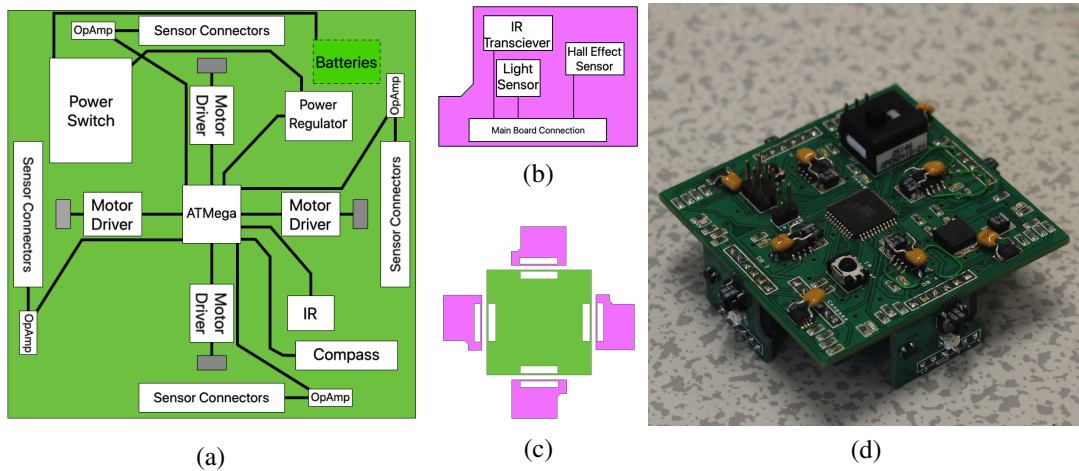 OpAmp
Sensor Connectors
Batteries
OpAmp
Power
Switch
Motor
Driver
Power
Regulator
Sensor Connectors
Motor
Driver
ATMega
Motor
Driver
Sensor Connectors
Motor
Driver
IR
OpAmp
Compass
Sensor Connectors
OpAmp
(a)
IR
Transciever
Hall Effect
Sensor
Light
Sensor
Main Board Connection
(b)
(c)
(d)